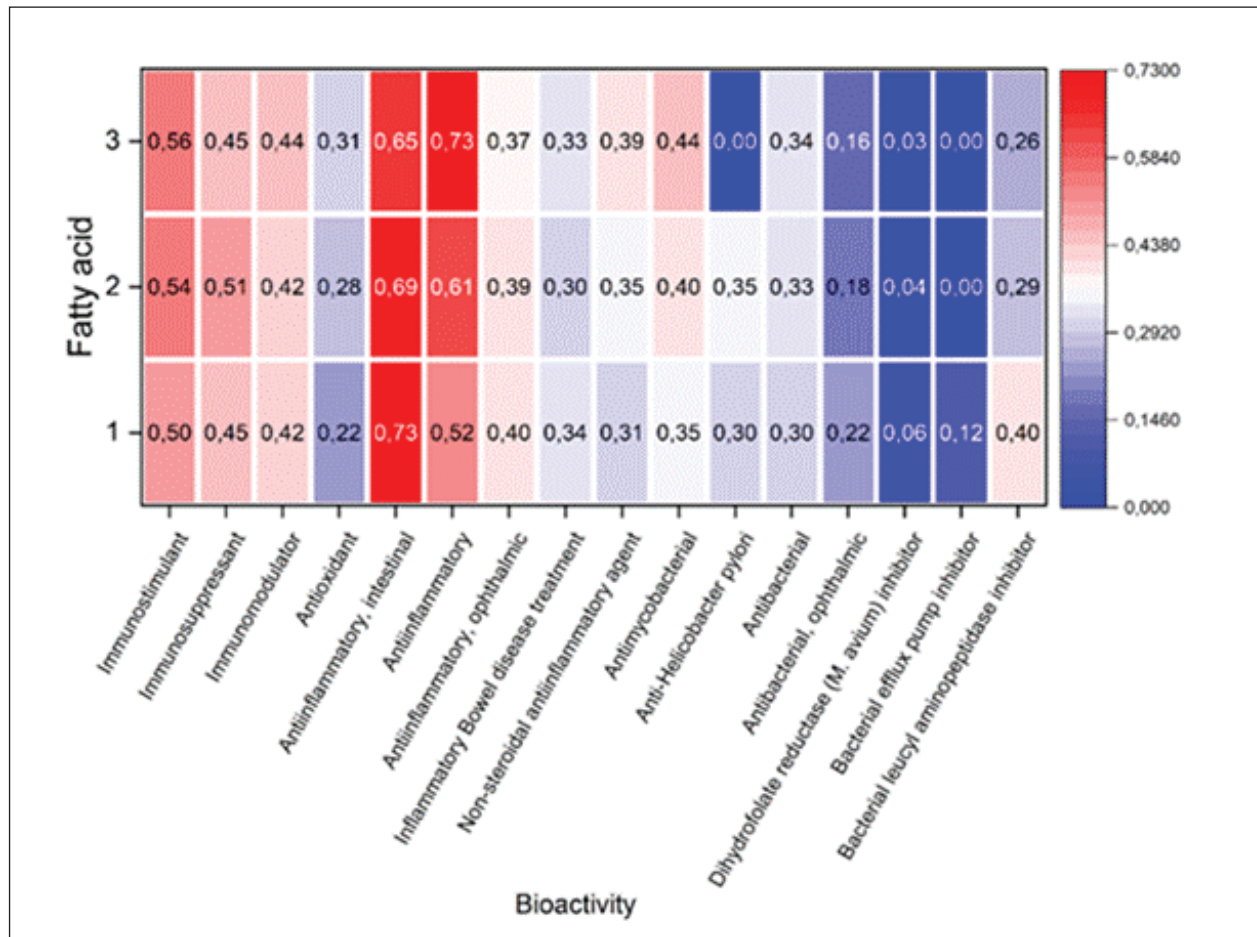 3 0,56 0,45 0,44 0,31 0,65 0,73 0,37 0,33 0,39 0,44 0,00 0,34 0,16 0,03 0,00 0,26
2 0,54 0,51 0,42 0,28 0,69 0,61 0,39 0,30 0,35 0,40 0,35 0,33 0,18 0,04 0,00 0,29
1 0,50 0,45 0,42 0,22 0,73 0,52 0,40 0,34 0,31 0,35 0,30 0,30 0,22 0,06 0,12 0,40
Fatty acid
0,7300
0,5840
0,4380
0,2920
0,1460
0,000
Immunostimulant
Immunosuppressant
Immunomodulator
Antioxidant
Antiinflammatory, intestinal
Antiinflammatory
Antiinflammatory, ophthalmic
Inflammatory Bowel disease treatment
Non-steroidal antiinflammatory agent
Antimycobacterial
Anti-Helicobacter pylori
Antibacterial
Antibacterial, ophthalmic
Dihydrofolate reductase (M. avium) inhibitor
Bacterial efflux pump inhibitor
Bacterial leucyl aminopeptidase inhibitor
Bioactivity